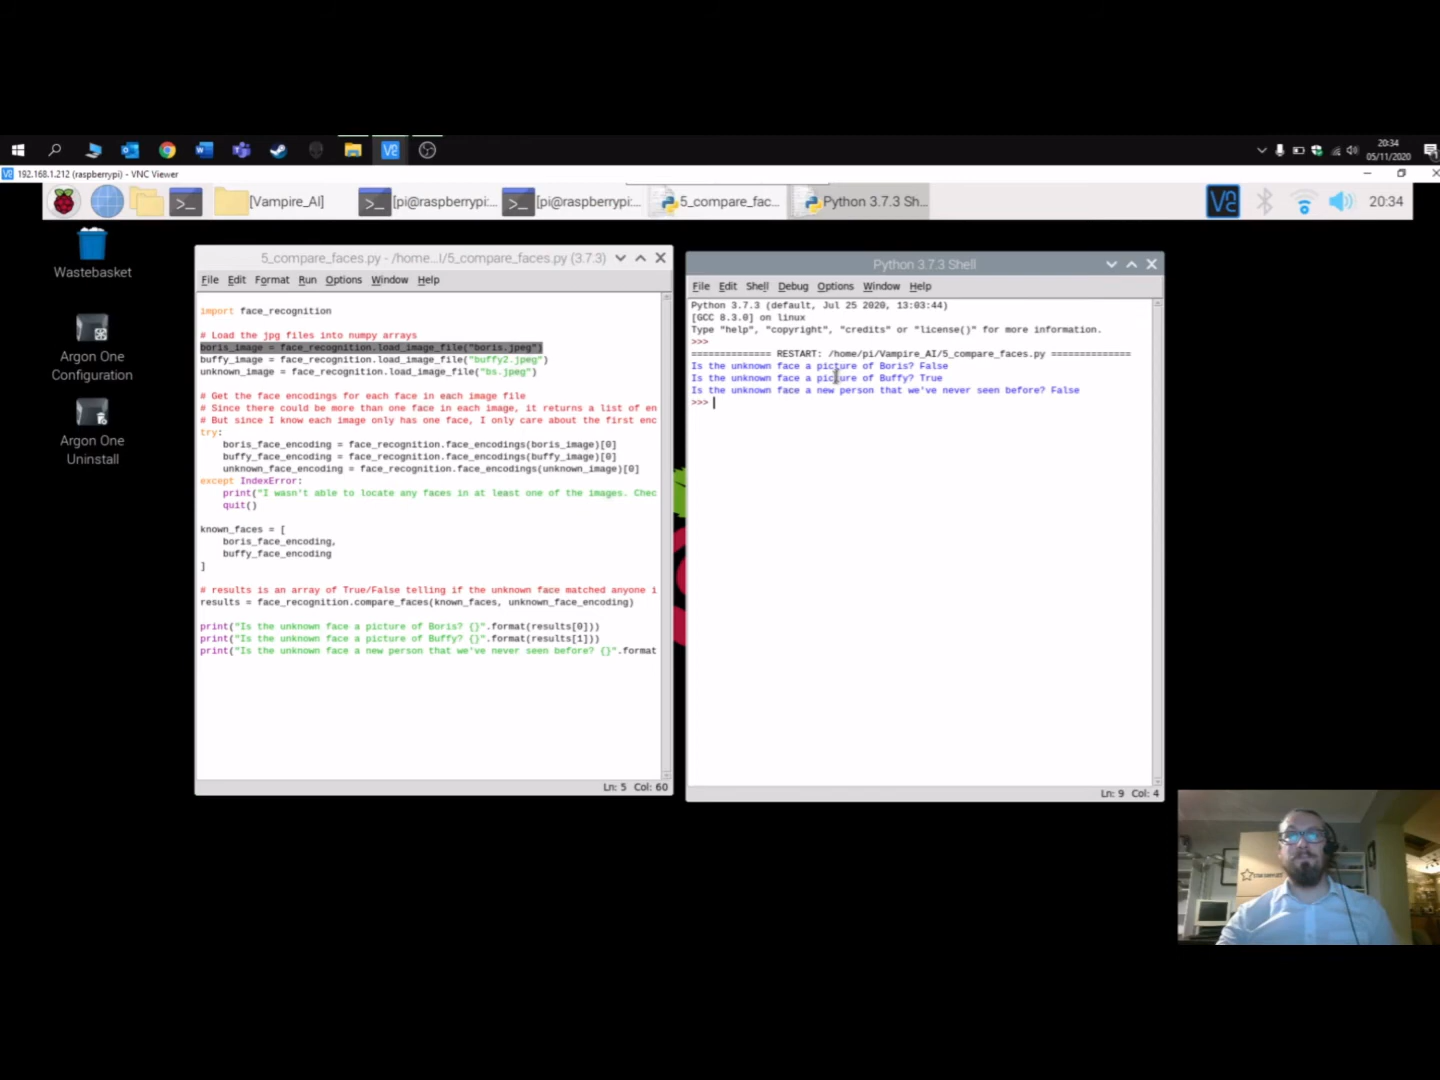 20:34
05/11/2020
192.168.1.212 (raspberrypi) - VNC Viewer
[Vampire_AI]
[pi@raspberrypi:...
[pi@raspberrypi:...
5_compare_fac...
Python 3.7.3 Sh...
20:34
Wastebasket
Argon One
Configuration
Argon One
Uninstall
5_compare_faces.py - /home...I/5_compare_faces.py (3.7.3)
File Edit Format Run Options Window Help
import face_recognition
# Load the jpg files into numpy arrays
boris_image = face_recognition.load_image_file("boris.jpeg")
buffy_image = face_recognition.load_image_file("buffy2.jpeg")
unknown_image = face_recognition.load_image_file("bs.jpeg")
# Get the face encodings for each face in each image file
# Since there could be more than one face in each image, it returns a list of en
# But since I know each image only has one face, I only care about the first enc
try:
boris_face_encoding = face_recognition.face_encodings(boris_image)[0]
buffy_face_encoding = face_recognition.face_encodings(buffy_image)[0]
unknown_face_encoding = face_recognition.face_encodings(unknown_image)[0]
except IndexError:
print("I wasn't able to locate any faces in at least one of the images. Chec
quit()
known_faces = [
boris_face_encoding,
buffy_face_encoding
]
# results is an array of True/False telling if the unknown face matched anyone i
results = face_recognition.compare_faces(known_faces, unknown_face_encoding)
print("Is the unknown face a picture of Boris? {}".format(results[0]))
print("Is the unknown face a picture of Buffy? {}".format(results[1]))
print("Is the unknown face a new person that we've never seen before? {}".format
Ln: 5 Col: 60
Python 3.7.3 Shell
File Edit Shell Debug Options Window Help
Python 3.7.3 (default, Jul 25 2020, 13:03:44)
[GCC 8.3.0] on linux
Type "help", "copyright", "credits" or "license()" for more information.
>>>
============== RESTART: /home/pi/Vampire_AI/5_compare_faces.py ==============
Is the unknown face a picture of Boris? False
Is the unknown face a picture of Buffy? True
Is the unknown face a new person that we've never seen before? False
>>>
Ln: 9 Col: 4